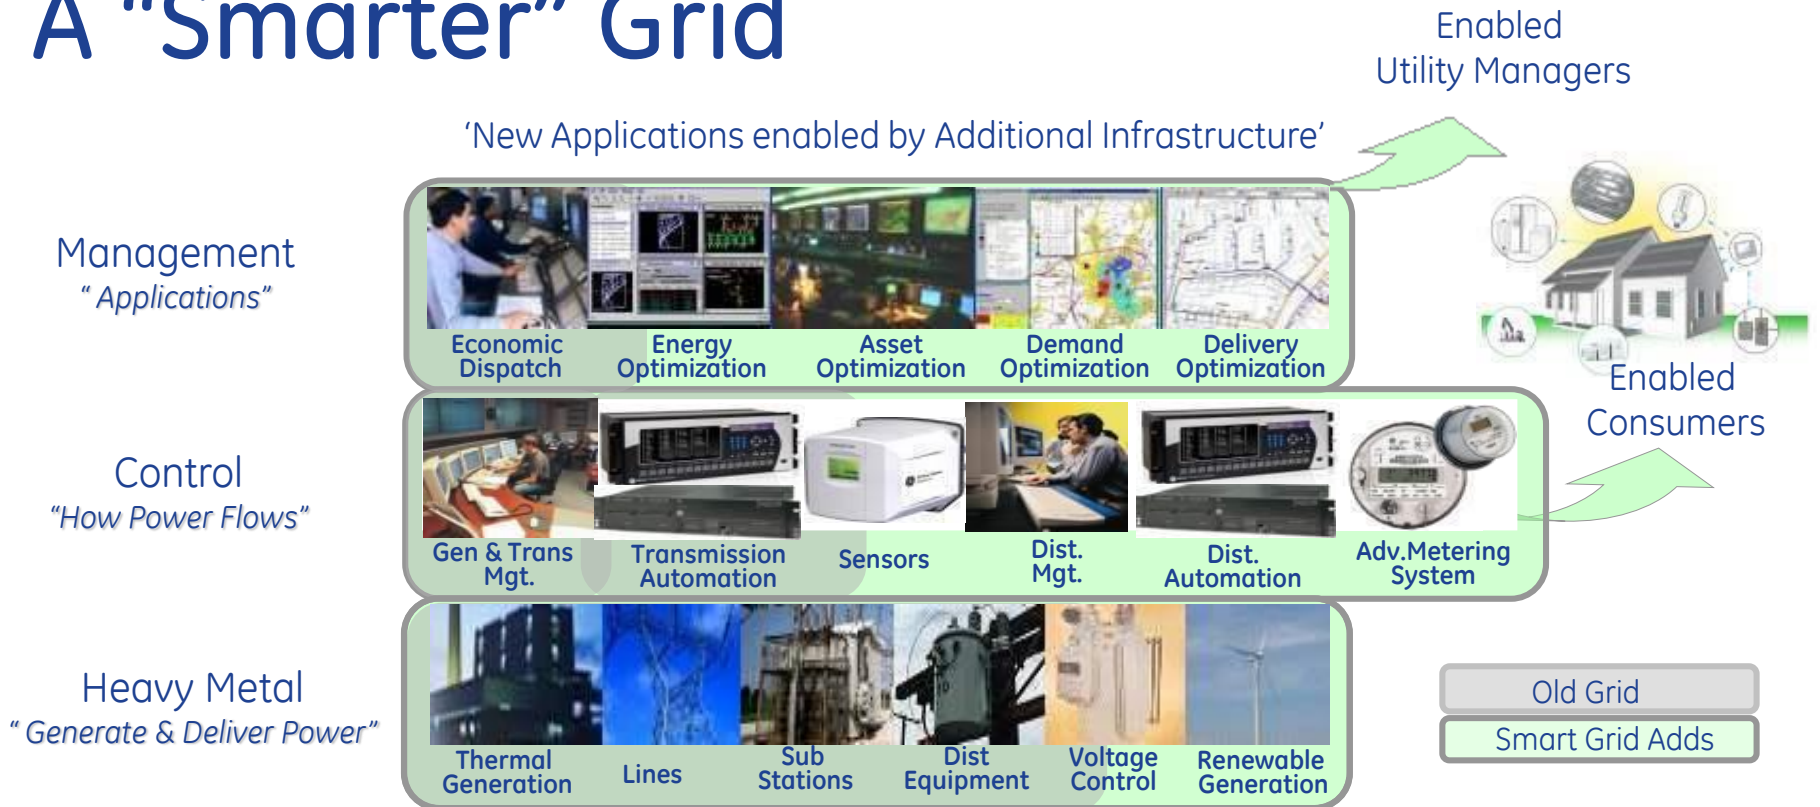 A “Smarter” Grid
Enabled
Utility Managers
‘New Applications enabled by Additional Infrastructure’
Management
“ Applications”
Economic
Dispatch
Energy
Optimization
Asset
Optimization
Demand
Optimization
Delivery
Optimization
Enabled
Consumers
Control
“How Power Flows”
Gen & Trans
Mgt.
Transmission
Automation
Sensors
Dist.
Mgt.
Dist.
Automation
Adv.Metering
System
Heavy Metal
“ Generate & Deliver Power”
Thermal
Generation
Lines
Sub
Stations
Dist
Equipment
Voltage
Control
Renewable
Generation
Old Grid
Smart Grid Adds